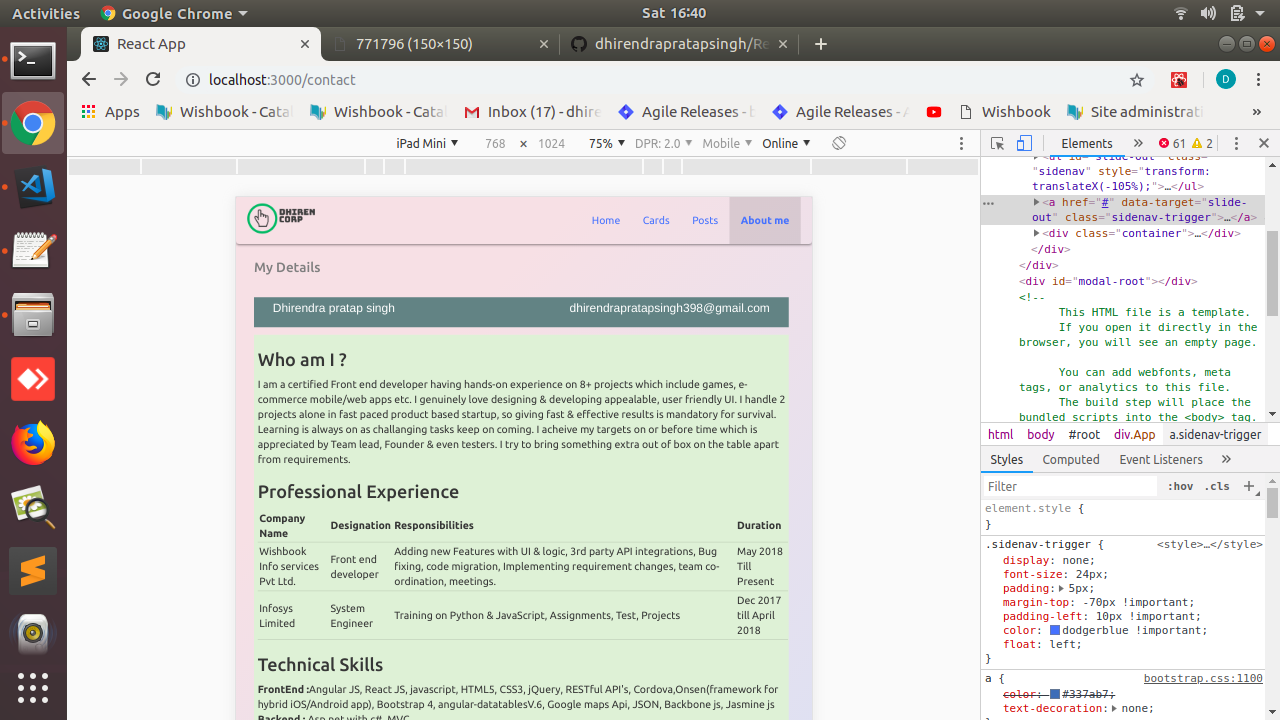 Activities
Google Chrome
Sat 16:40
React App
771796 (150×150)
dhirendrapratapsingh/Re
localhost:3000/contact
D
Apps
Wishbook - Cata
Wishbook - Cata
Inbox (17) - dhire
Agile Releases - b
Agile Releases - A
Wishbook
Site administrati
»
iPad Mini
768 × 1024
75%
DPR: 2.0
Mobile
Online
Elements
»
61
2
DHIREN
CORP
Home
Cards
Posts
About me
My Details
Dhirendra pratap singh
dhirendrapratapsingh398@gmail.com
Who am I ?
I am a certified Front end developer having hands-on experience on 8+ projects which include games, e-
commerce mobile/web apps etc. I genuinely love designing & developing appealable, user friendly UI. I handle 2
projects alone in fast paced product based startup, so giving fast & effective results is mandatory for survival.
Learning is always on as challanging tasks keep on coming. I acheive my targets on or before time which is
appreciated by Team lead, Founder & even testers. I try to bring something extra out of box on the table apart
from requirements.
Professional Experience
Company Name
Designation
Responsibilities
Duration
Wishbook Info services Pvt Ltd.
Front end developer
Adding new Features with UI & logic, 3rd party API integrations, Bug
fixing, code migration, Implementing requirement changes, team co-
ordination, meetings.
May 2018 Till Present
Infosys Limited
System Engineer
Training on Python & JavaScript, Assignments, Test, Projects
Dec 2017 till April 2018
Technical Skills
FrontEnd :Angular JS, React JS, javascript, HTML5, CSS3, jQuery, RESTful API's, Cordova,Onsen(framework for
hybrid iOS/Android app), Bootstrap 4, angular-datatablesV.6, Google maps Api, JSON, Backbone js, Jasmine js
Backend : Asp.net with c#, MVC
<ul id="slide-out" class=
"sidenav" style="transform:
translateX(-105%);">…</ul>
<a href="#" data-target="slide-
out" class="sidenav-trigger">…</a>
<div class="container">…</div>
</div>
</div>
<div id="modal-root"></div>
<!--
This HTML file is a template.
If you open it directly in the
browser, you will see an empty page.
You can add webfonts, meta
tags, or analytics to this file.
The build step will place the
bundled scripts into the <body> tag.
html
body
#root
div.App
a.sidenav-trigger
Styles
Computed
Event Listeners
»
Filter
:hov
.cls
+
element.style {
}
.sidenav-trigger {
<style>…</style>
display: none;
font-size: 24px;
padding: 5px;
margin-top: -70px !important;
padding-left: 10px !important;
color: dodgerblue !important;
float: left;
}
a {
bootstrap.css:1100
color: #337ab7;
text-decoration: none;